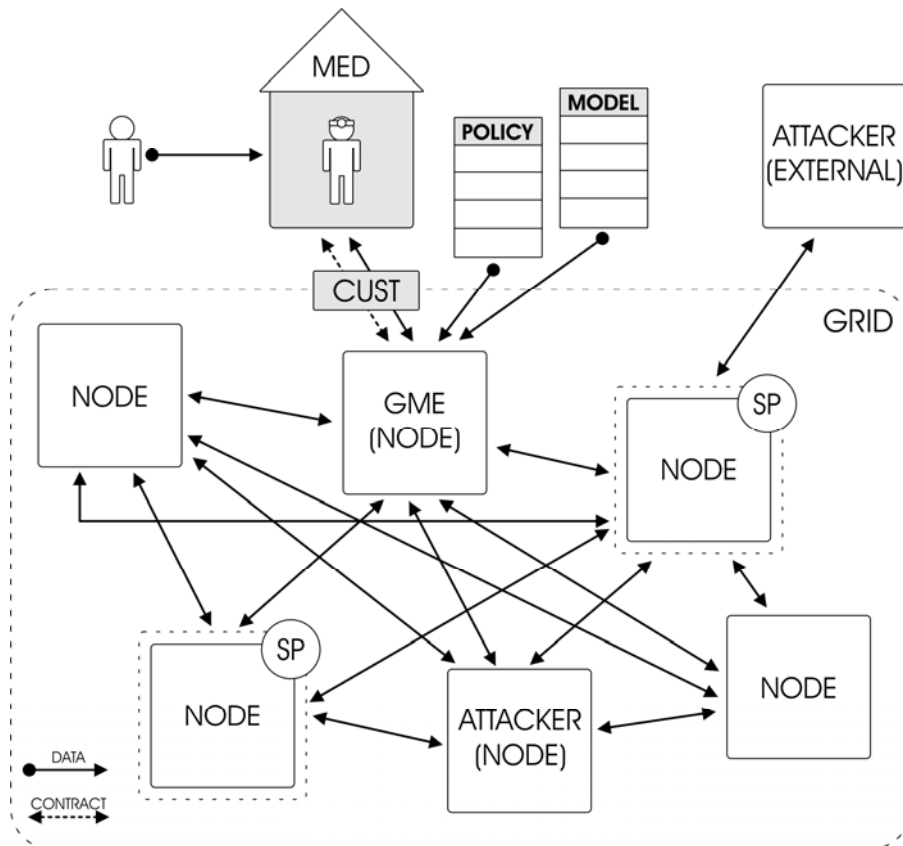 MED
POLICY
MODEL
ATTACKER
(EXTERNAL)
CUST
GRID
NODE
GME
(NODE)
SP
NODE
SP
NODE
ATTACKER
(NODE)
NODE
DATA
CONTRACT